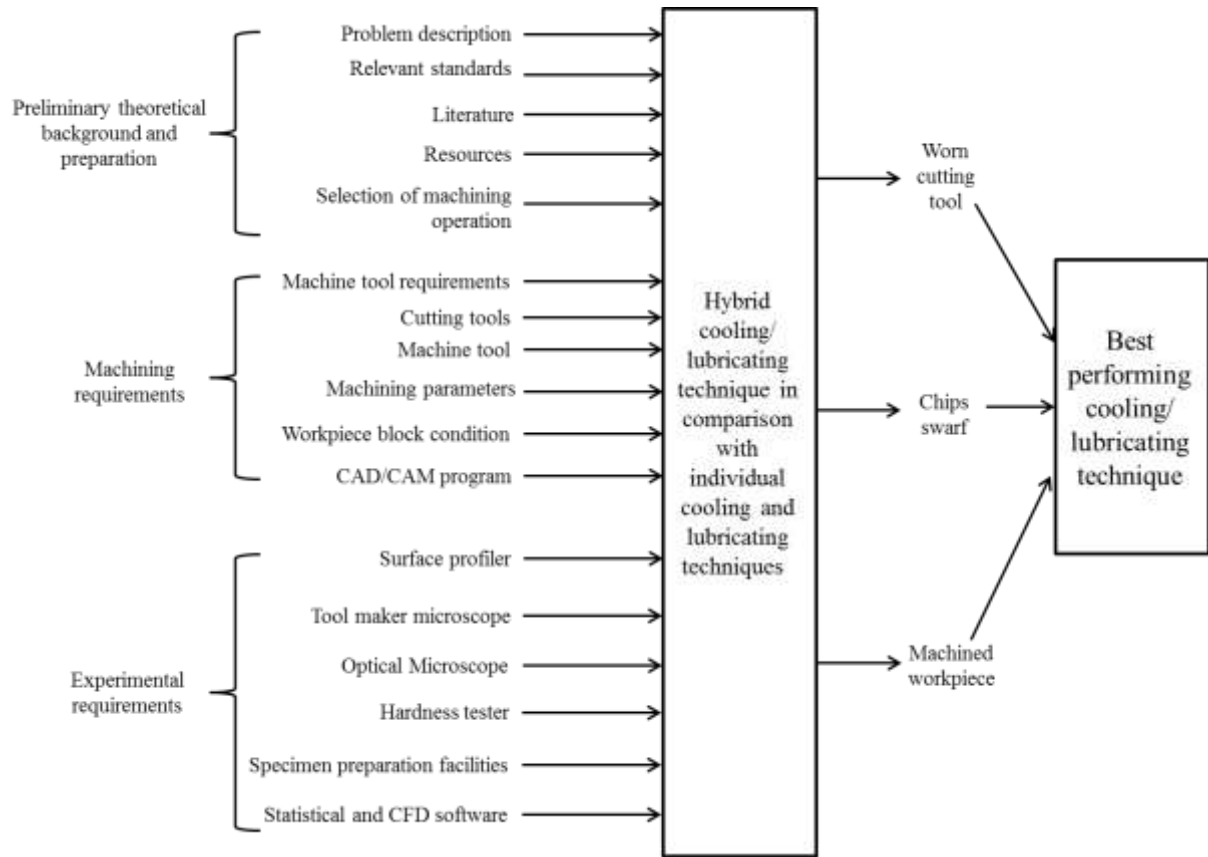 Preliminary theoretical
background and
preparation
Problem description
Relevant standards
Literature
Resources
Selection of machining
operation
Machining
requirements
Machine tool requirements
Cutting tools
Machine tool
Machining parameters
Workpiece block condition
CAD/CAM program
Experimental
requirements
Surface profiler
Tool maker microscope
Optical Microscope
Hardness tester
Specimen preparation facilities
Statistical and CFD software
Hybrid
cooling/
lubricating
technique in
comparison
with
individual
cooling and
lubricating
techniques
Worn
cutting
tool
Chips
swarf
Machined
workpiece
Best
performing
cooling/
lubricating
technique